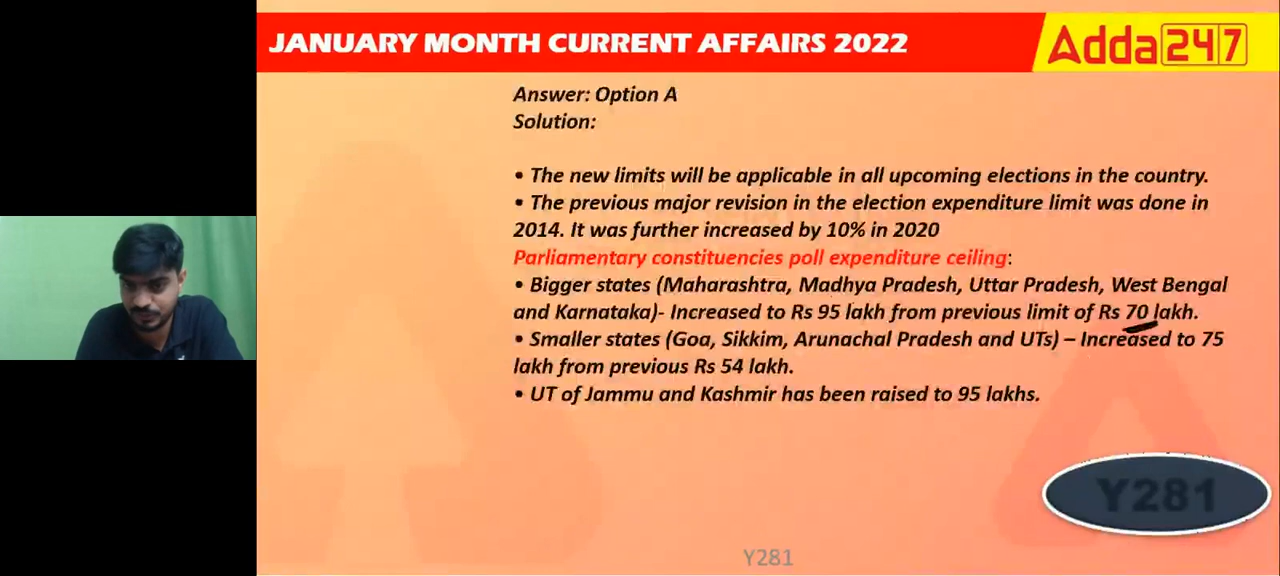 JANUARY MONTH CURRENT AFFAIRS 2022
Adda247
Answer: Option A
Solution:
• The new limits will be applicable in all upcoming elections in the country.
• The previous major revision in the election expenditure limit was done in
2014. It was further increased by 10% in 2020
Parliamentary constituencies poll expenditure ceiling:
• Bigger states (Maharashtra, Madhya Pradesh, Uttar Pradesh, West Bengal
and Karnataka)- Increased to Rs 95 lakh from previous limit of Rs 70 lakh.
• Smaller states (Goa, Sikkim, Arunachal Pradesh and UTs) – Increased to 75
lakh from previous Rs 54 lakh.
• UT of Jammu and Kashmir has been raised to 95 lakhs.
Y281
Y281